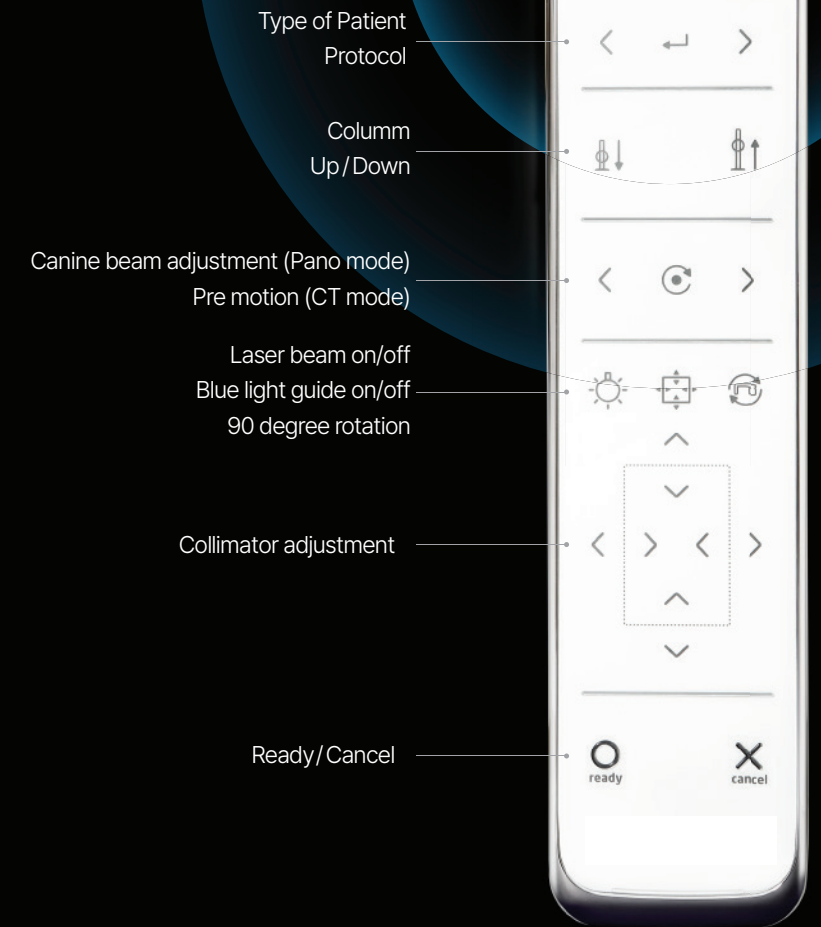 Type of Patient
Protocol
Columm
Up/Down
Canine beam adjustment (Pano mode)
Pre motion (CT mode)
Laser beam on/off
Blue light guide on/off
90 degree rotation
Collimator adjustment
Ready/Cancel
ready
cancel